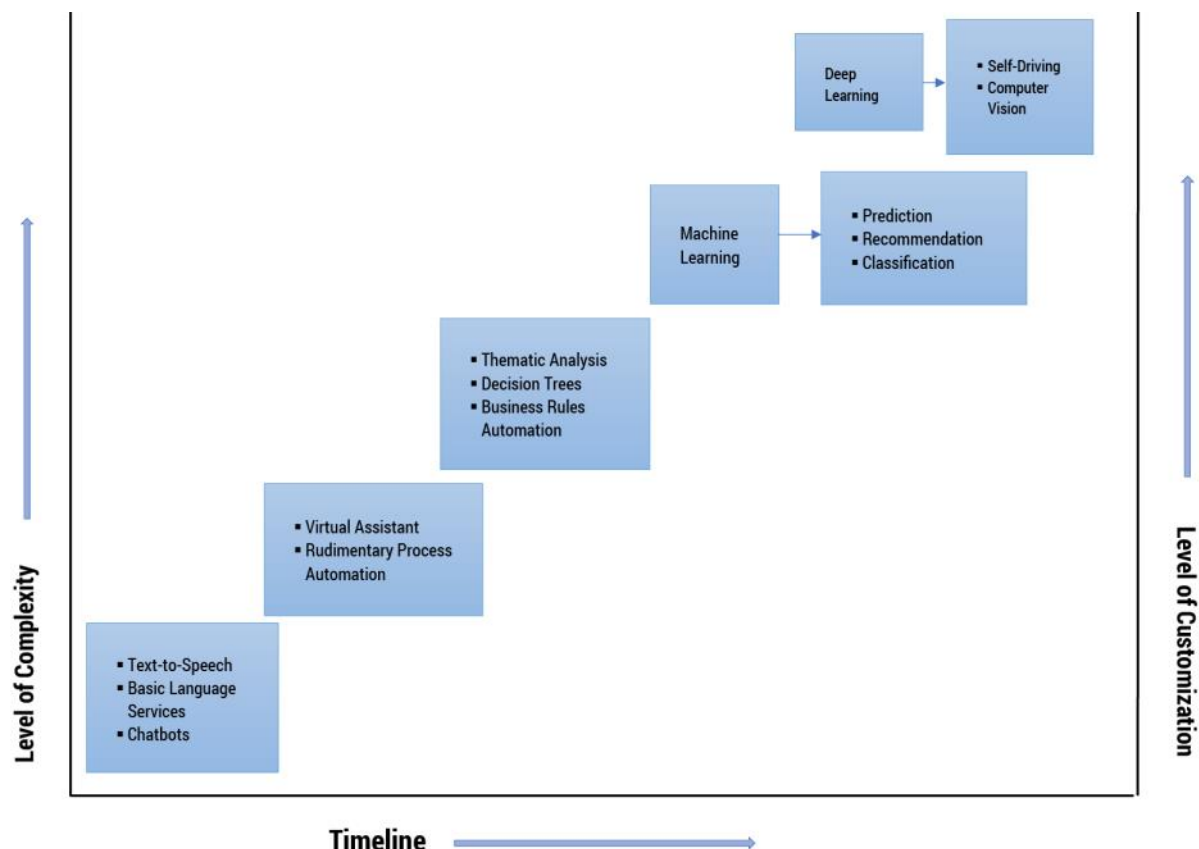 Deep
Learning
▪ Self-Driving
▪ Computer
Vision
Machine
Learning
▪ Prediction
▪ Recommendation
▪ Classification
▪ Thematic Analysis
▪ Decision Trees
▪ Business Rules
Automation
▪ Virtual Assistant
▪ Rudimentary Process
Automation
▪ Text-to-Speech
▪ Basic Language
Services
▪ Chatbots
Level of Complexity
Level of Customization
Timeline